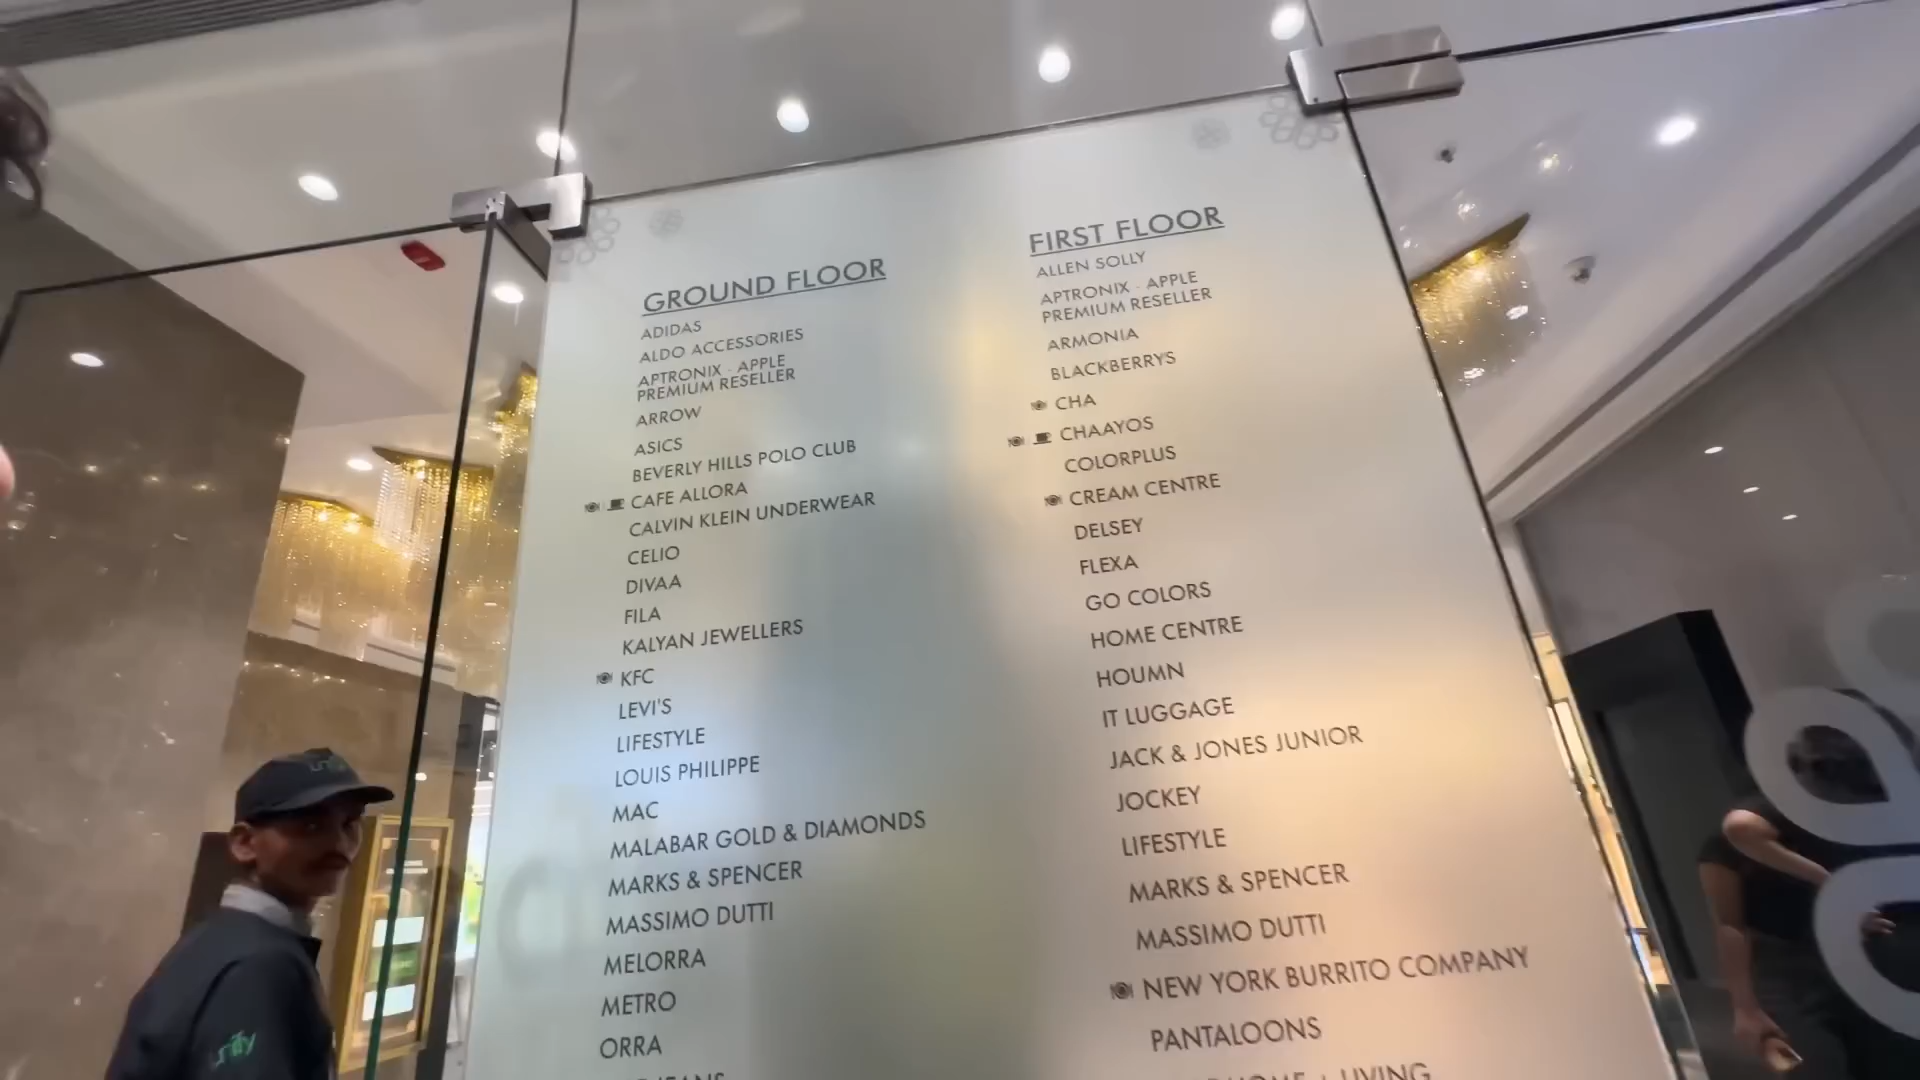 GROUND FLOOR
ADIDAS
ALDO ACCESSORIES
APTRONIX - APPLE
PREMIUM RESELLER
ARROW
ASICS
BEVERLY HILLS POLO CLUB
CAFE ALLORA
CALVIN KLEIN UNDERWEAR
CELIO
DIVAA
FILA
KALYAN JEWELLERS
KFC
LEVI'S
LIFESTYLE
LOUIS PHILIPPE
MAC
MALABAR GOLD & DIAMONDS
MARKS & SPENCER
MASSIMO DUTTI
MELORRA
METRO
ORRA
JEANS
FIRST FLOOR
ALLEN SOLLY
APTRONIX - APPLE
PREMIUM RESELLER
ARMONIA
BLACKBERRYS
CHA
CHAAYOS
COLORPLUS
CREAM CENTRE
DELSEY
FLEXA
GO COLORS
HOME CENTRE
HOUMN
IT LUGGAGE
JACK & JONES JUNIOR
JOCKEY
LIFESTYLE
MARKS & SPENCER
MASSIMO DUTTI
NEW YORK BURRITO COMPANY
PANTALOONS
HOME + LIVING
unify